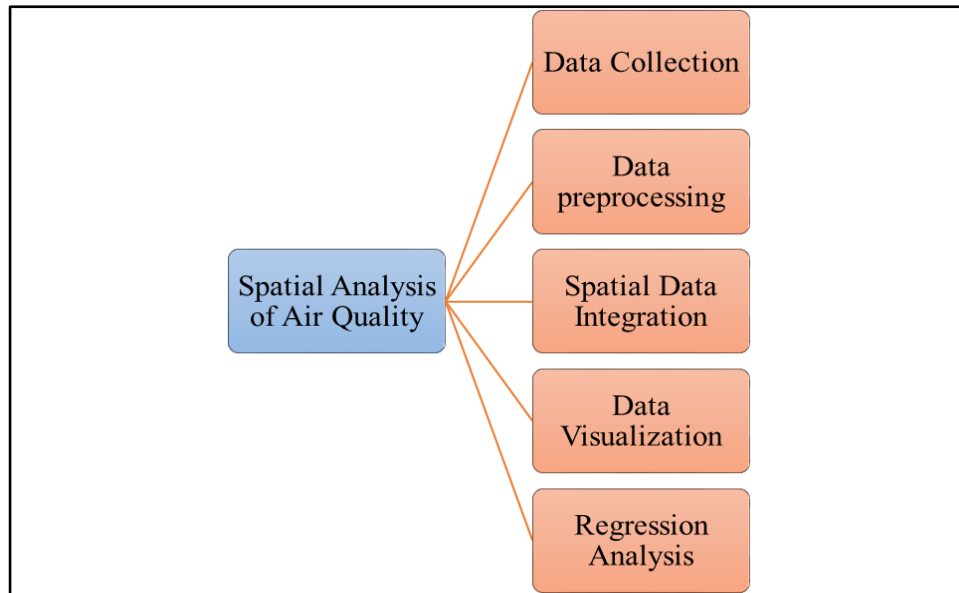 Data Collection
Data
preprocessing
Spatial Analysis
of Air Quality
Spatial Data
Integration
Data
Visualization
Regression
Analysis